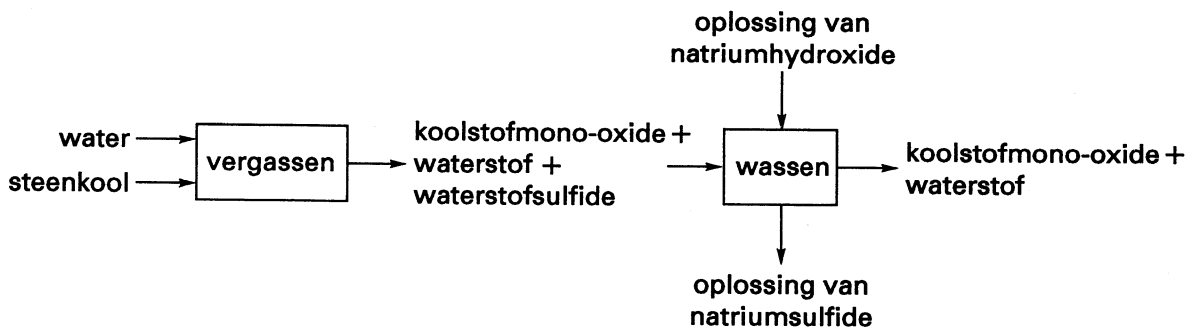 oplossing van
natriumhydroxide
water
steenkool
vergassen
koolstofmono-oxide +
waterstof +
waterstofsulfide
wassen
koolstofmono-oxide +
waterstof
oplossing van
natriumsulfide